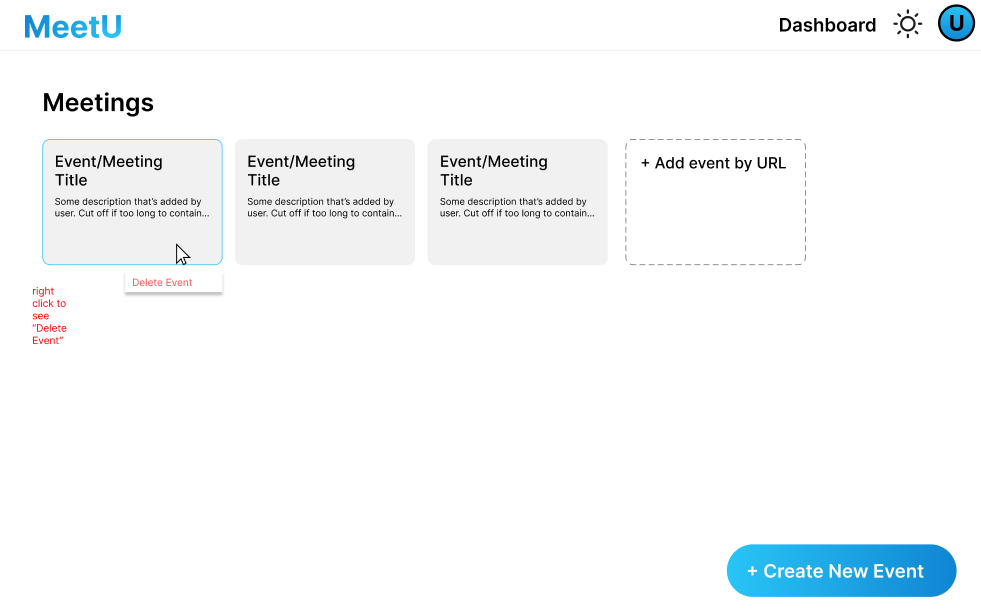 MeetU
Dashboard
U
Meetings
Event/Meeting
Title
Some description that's added by
user. Cut off if too long to contain...
Event/Meeting
Title
Some description that's added by
user. Cut off if too long to contain...
Event/Meeting
Title
Some description that's added by
user. Cut off if too long to contain...
+ Add event by URL
Delete Event
right
click to
see
"Delete
Event"
+ Create New Event